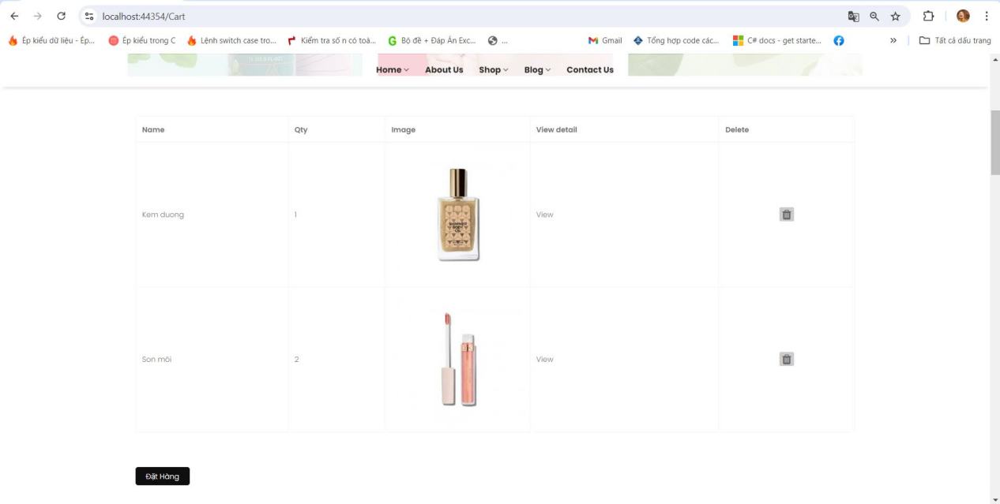 localhost:44354/Cart
Ép kiểu dữ liệu - Ép... Ép kiểu trong C Lệnh switch case tro... Kiểm tra số n có toà... Bộ đề + Đáp Án Exc... ... Gmail Tổng hợp code các... C# docs - get starte... » Tất cả dấu trang
Home About Us Shop Blog Contact Us
Name Qty Image View detail Delete
SHIMMER
BODY
OIL
Kem duong 1 View
Son môi 2 View
Đặt Hàng